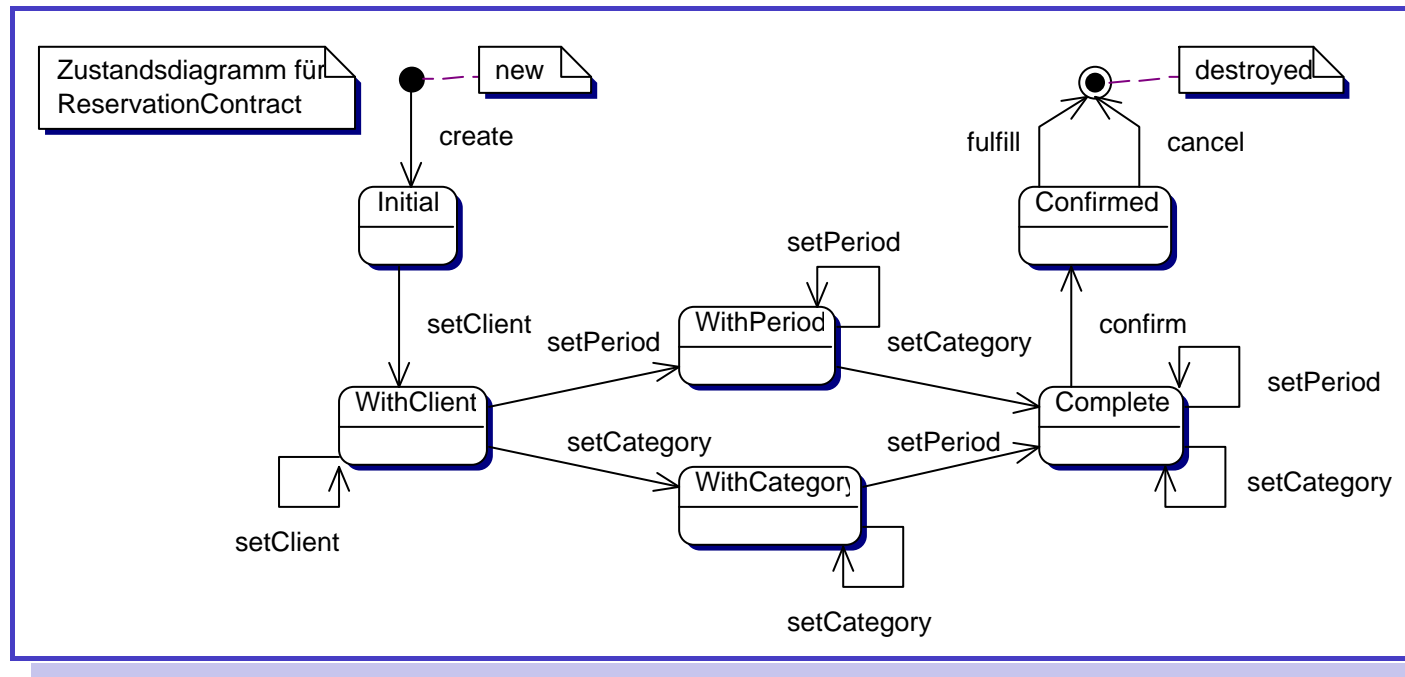 Zustandsdiagramm für
ReservationContract
new
destroyed
create
fulfill
cancel
Initial
Confirmed
setPeriod
setClient
WithPeriod
confirm
setPeriod
setCategory
setPeriod
WithClient
Complete
setCategory
setPeriod
WithCategory
setCategory
setClient
setCategory